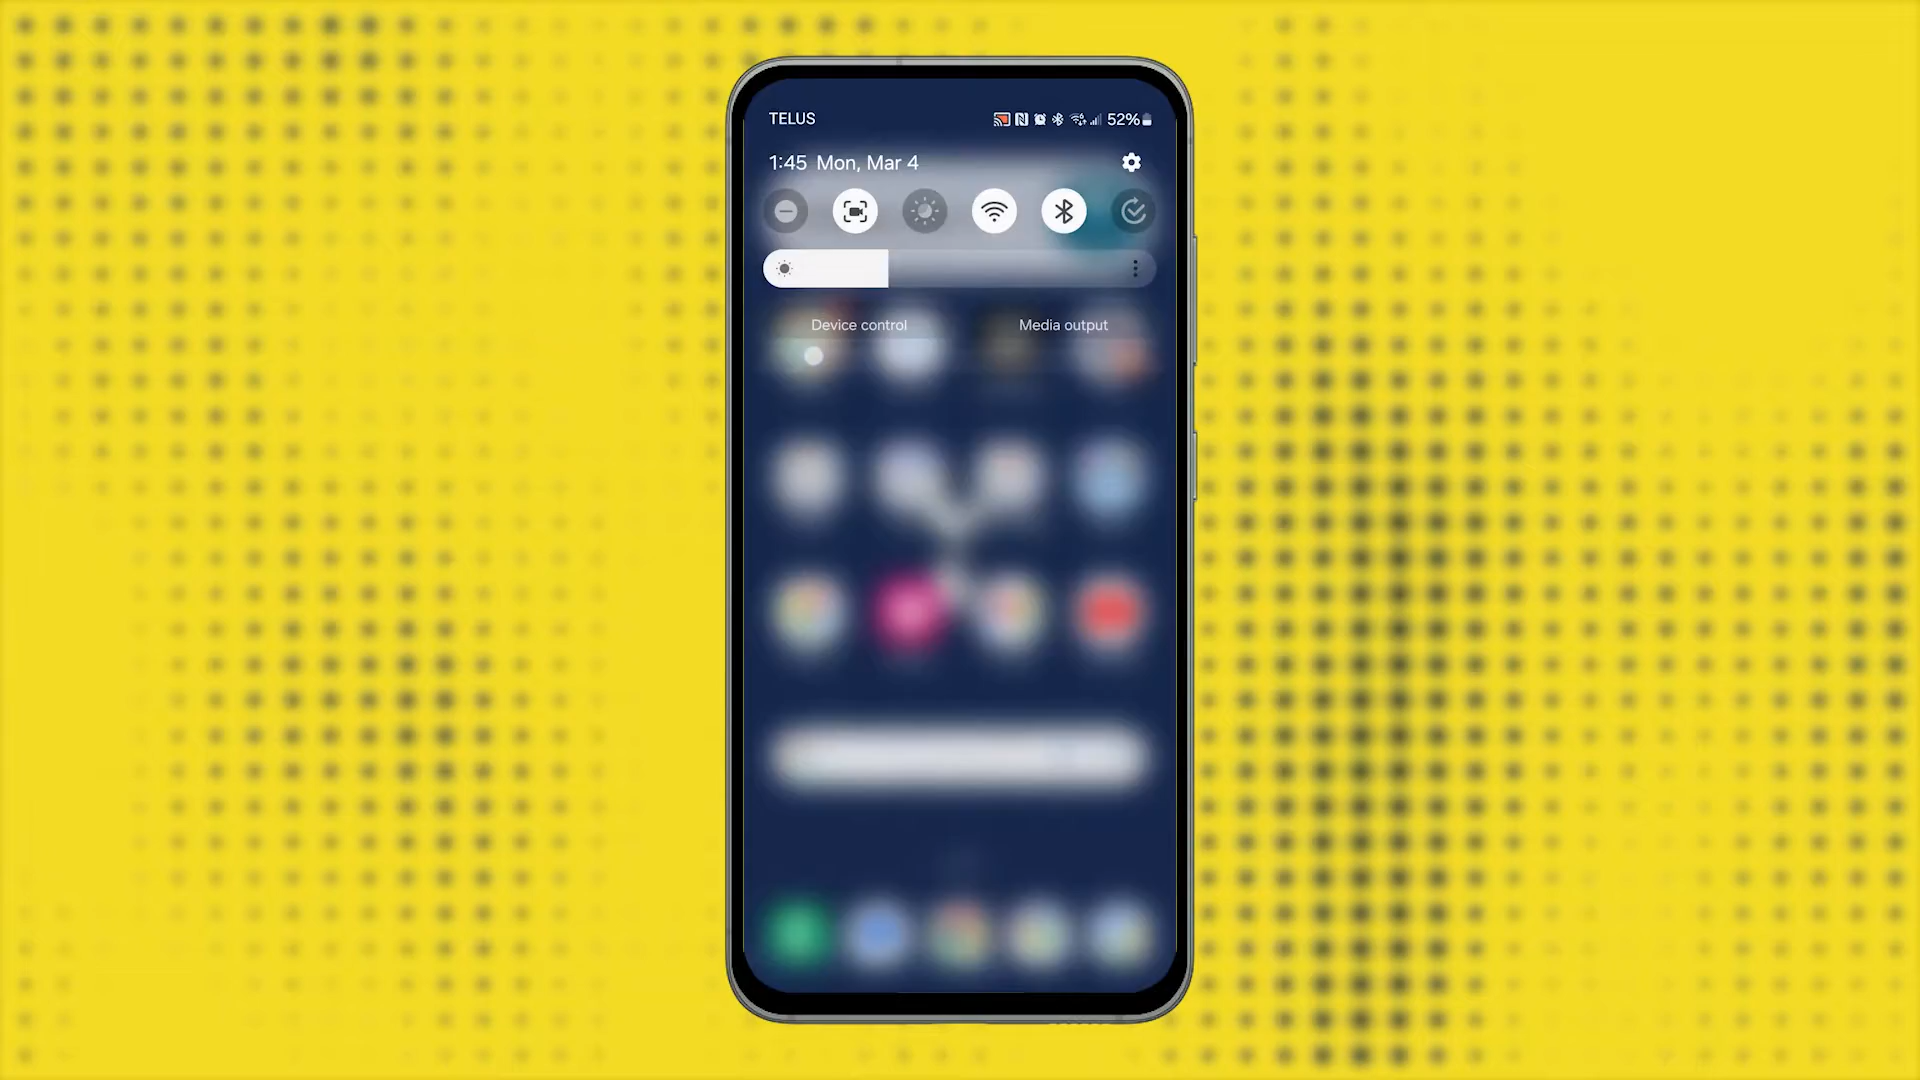 TELUS
52%
1:45 Mon, Mar 4
Device control
Media output